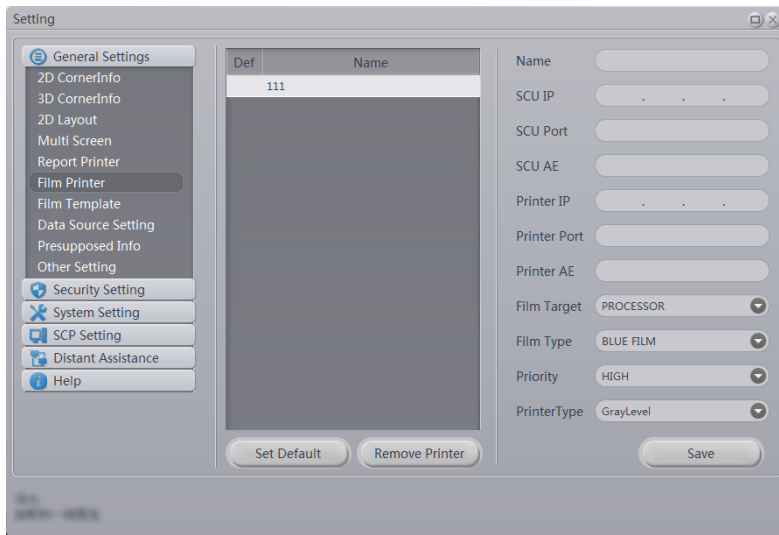 Setting
General Settings
2D CornerInfo
3D CornerInfo
2D Layout
Multi Screen
Report Printer
Film Printer
Film Template
Data Source Setting
Presupposed Info
Other Setting
Security Setting
System Setting
SCP Setting
Distant Assistance
Help
Def Name
111
Set Default Remove Printer
Name
SCU IP . . .
SCU Port
SCU AE
Printer IP . . .
Printer Port
Printer AE
Film Target PROCESSOR
Film Type BLUE FILM
Priority HIGH
PrinterType GrayLevel
Save